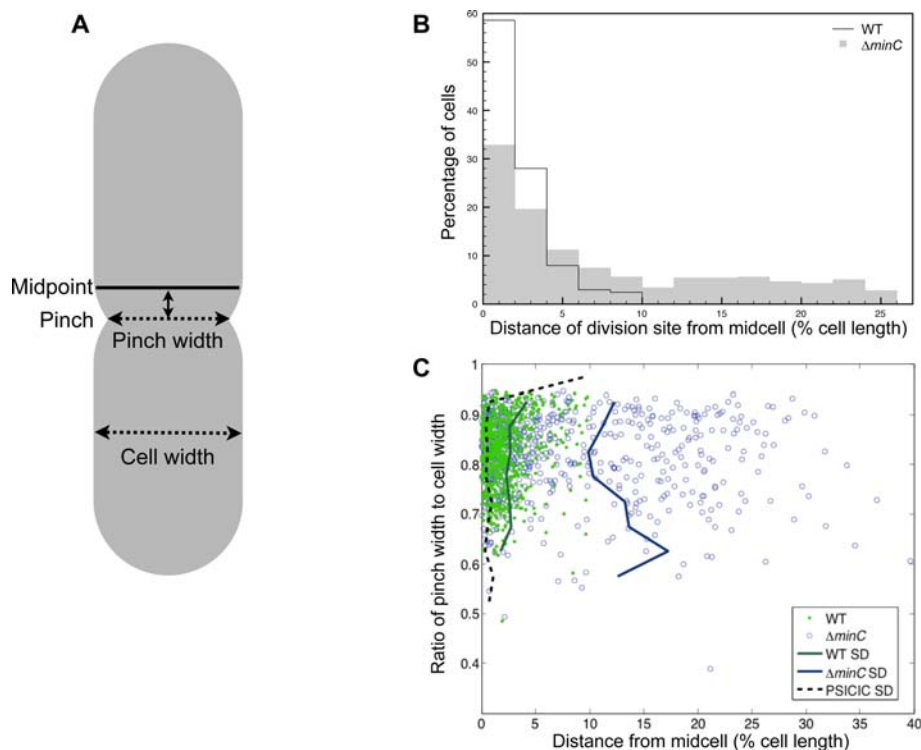 A
Midpoint
Pinch
Pinch width
Cell width
B
Percentage of cells
60
50
40
30
20
10
0
0
5
10
15
20
25
Distance of division site from midcell (% cell length)
WT
ΔminC
C
Ratio of pinch width to cell width
1
0.9
0.8
0.7
0.6
0.5
0.4
0
5
10
15
20
25
30
35
40
Distance from midcell (% cell length)
WT
ΔminC
WT SD
ΔminC SD
PSICIC SD